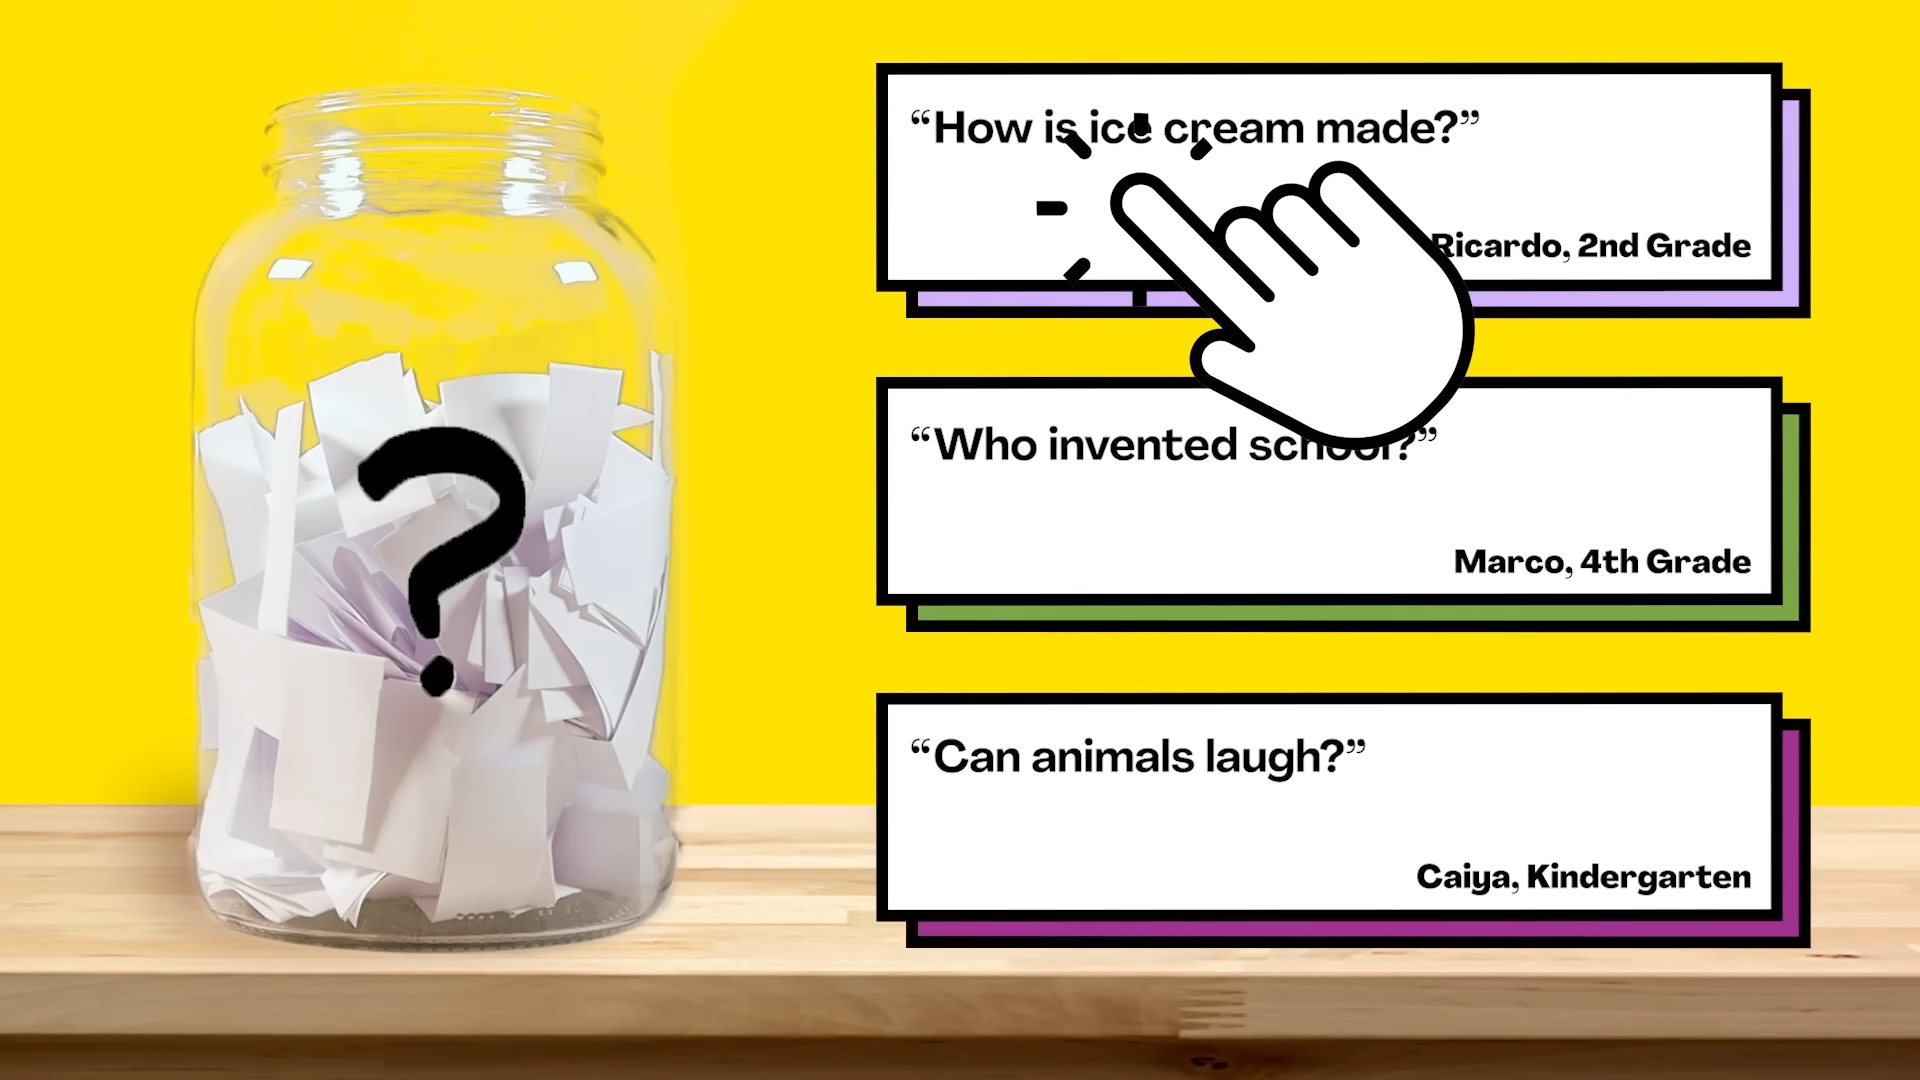 ?
“How is ice cream made?”
Ricardo, 2nd Grade
“Who invented school?”
Marco, 4th Grade
“Can animals laugh?”
Caiya, Kindergarten